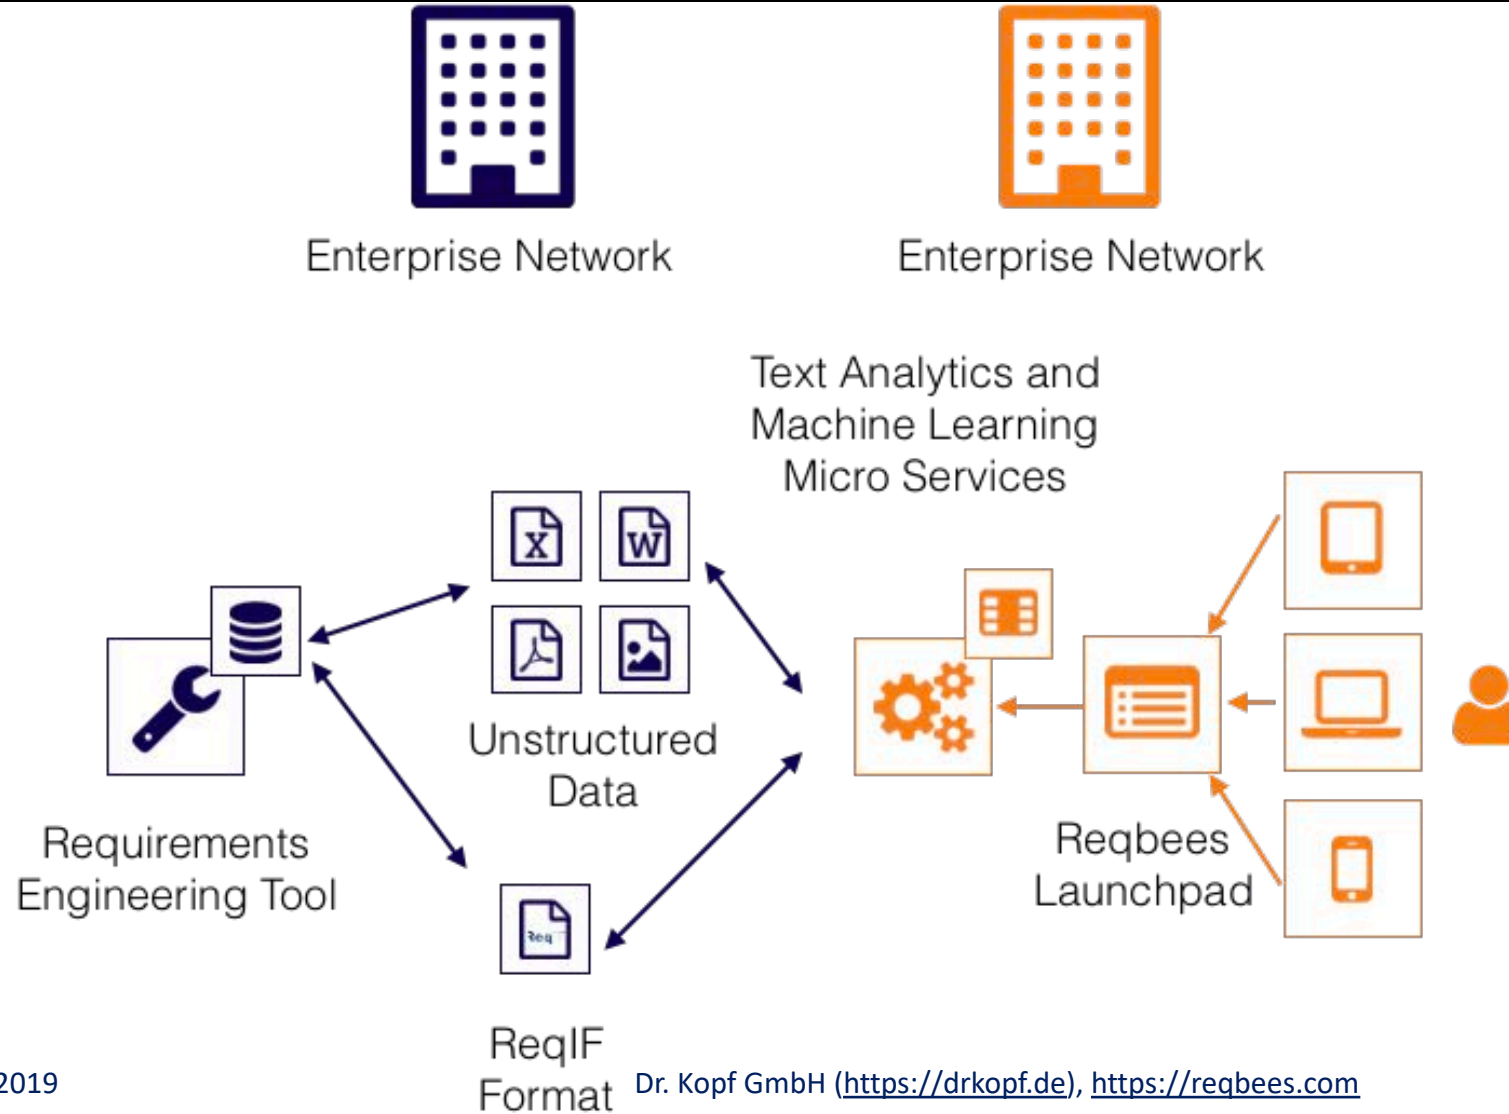 Enterprise Network
Enterprise Network
Text Analytics and
Machine Learning
Micro Services
X
W
Unstructured
Data
Requirements
Engineering Tool
Reqbees
Launchpad
Req
ReqIF
Format
2019
Dr. Kopf GmbH (https://drkopf.de), https://reqbees.com